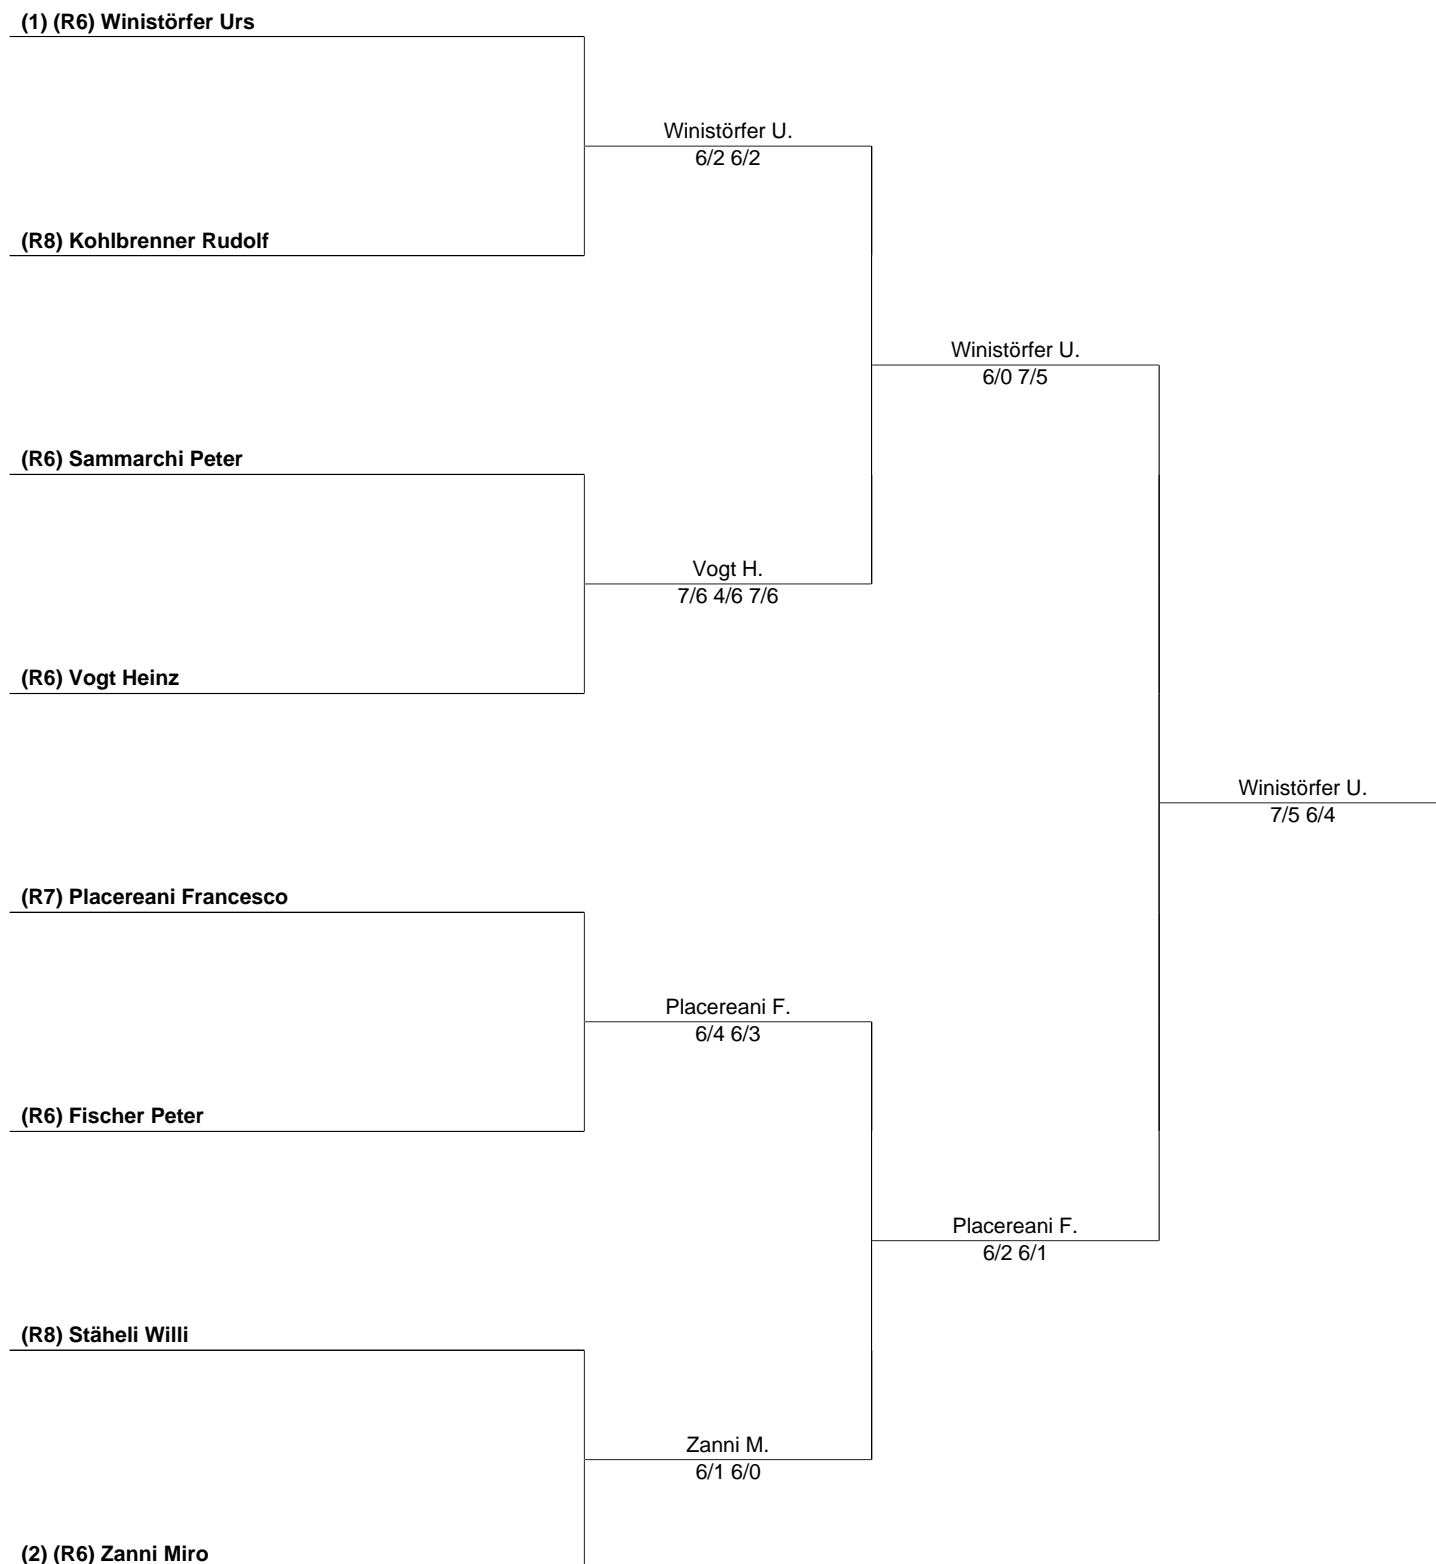 (1) (R6) Winistörfer Urs
Winistörfer U.
6/2 6/2
(R8) Kohlbrenner Rudolf
Winistörfer U.
6/0 7/5
(R6) Sammarchi Peter
Vogt H.
7/6 4/6 7/6
(R6) Vogt Heinz
Winistörfer U.
7/5 6/4
(R7) Placereani Francesco
Placereani F.
6/4 6/3
(R6) Fischer Peter
Placereani F.
6/2 6/1
(R8) Stäheli Willi
Zanni M.
6/1 6/0
(2) (R6) Zanni Miro